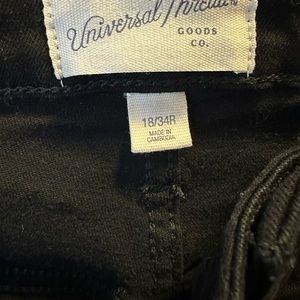 Universal Thread
GOODS
CO.
18/34R
MADE IN
CAMBODIA